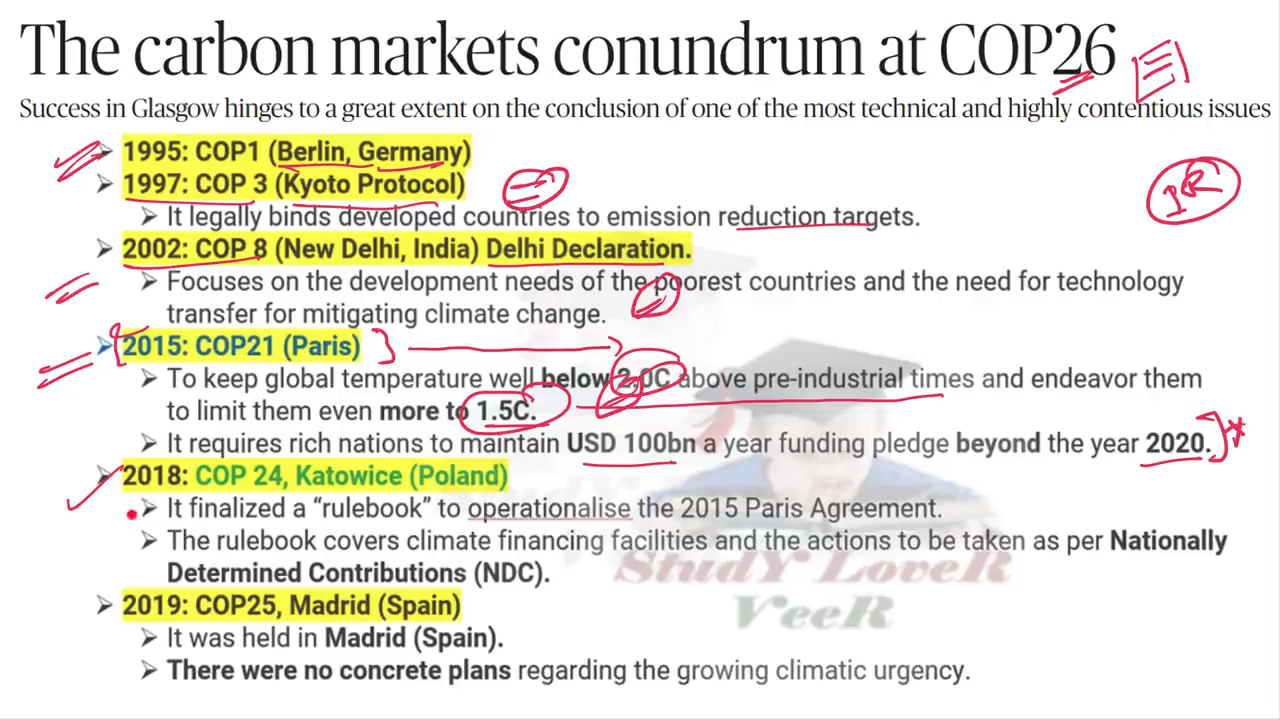 The carbon markets conundrum at COP26
Success in Glasgow hinges to a great extent on the conclusion of one of the most technical and highly contentious issues
➢ 1995: COP1 (Berlin, Germany)
➢ 1997: COP 3 (Kyoto Protocol)
➢ It legally binds developed countries to emission reduction targets.
➢ 2002: COP 8 (New Delhi, India) Delhi Declaration.
➢ Focuses on the development needs of the poorest countries and the need for technology
transfer for mitigating climate change.
➢ 2015: COP21 (Paris)
➢ To keep global temperature well below 2.0C above pre-industrial times and endeavor them
to limit them even more to 1.5C.
➢ It requires rich nations to maintain USD 100bn a year funding pledge beyond the year 2020.
➢ 2018: COP 24, Katowice (Poland)
➢ It finalized a “rulebook” to operationalise the 2015 Paris Agreement.
➢ The rulebook covers climate financing facilities and the actions to be taken as per Nationally
Determined Contributions (NDC).
➢ 2019: COP25, Madrid (Spain)
➢ It was held in Madrid (Spain).
➢ There were no concrete plans regarding the growing climatic urgency.
IR
StudY LoveR
VeeR